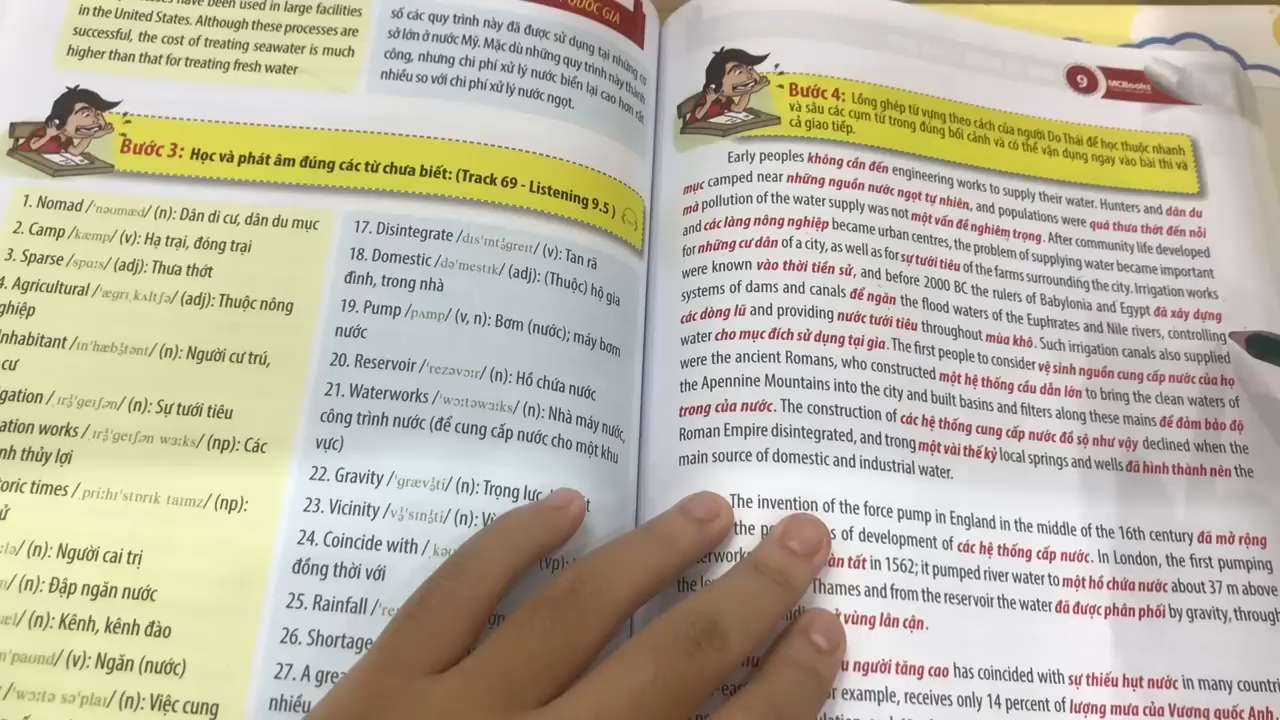 have been used in large facilities
in the United States. Although these processes are
successful, the cost of treating seawater is much
higher than that for treating fresh water
QUỐC GIA
số các quy trình này đã được sử dụng tại những cơ
sở lớn ở nước Mỹ. Mặc dù những quy trình này thành
công, nhưng chi phí xử lý nước biển lại cao hơn rất
nhiều so với chi phí xử lý nước ngọt.
Bước 3: Học và phát âm đúng các từ chưa biết: (Track 69 - Listening 9.5 )
1. Nomad /ˈnəʊmæd/ (n): Dân di cư, dân du mục
2. Camp /kæmp/ (v): Hạ trại, đóng trại
3. Sparse /spɑːs/ (adj): Thưa thớt
4. Agricultural /ˌægrɪˌkʌltʃə/ (adj): Thuộc nông
nghiệp
Inhabitant /ɪnˈhæbɪtənt/ (n): Người cư trú,
cư
gation /ˌɪrɪˈgeɪʃən/ (n): Sự tưới tiêu
ation works /ˌɪrɪˈgeɪʃən wɜːks/ (np): Các
nh thủy lợi
toric times /ˌpriːhɪˈstɒrɪk taɪmz/ (np):
ử
(n): Người cai trị
(n): Đập ngăn nước
(n): Kênh, kênh đào
(v): Ngăn (nước)
/ˈwɔːtə səˈplaɪ/ (n): Việc cung
17. Disintegrate /dɪsˈɪntɪgreɪt/ (v): Tan rã
18. Domestic /dəˈmestɪk/ (adj): (Thuộc) hộ gia
đình, trong nhà
19. Pump /pʌmp/ (v, n): Bơm (nước); máy bơm
nước
20. Reservoir /ˈrezəvɔɪr/ (n): Hồ chứa nước
21. Waterworks /ˈwɔːtəwɜːks/ (n): Nhà máy nước,
công trình nước (để cung cấp nước cho một khu
vực)
22. Gravity /ˈgrævɪti/ (n): Trọng lực,
23. Vicinity /vɪˈsɪnɪti/ (n):
24. Coincide with (vp):
đồng thời với
25. Rainfall
26. Shortage
27. A gre
nhiều
9 MCBooks
Bước 4: Lồng ghép từ vựng theo cách của người Do Thái để học thuộc nhanh
và sâu các cụm từ trong đúng bối cảnh và có thể vận dụng ngay vào bài thi và
cả giao tiếp.
Early peoples không cần đến engineering works to supply their water. Hunters and dân du
mục camped near những nguồn nước ngọt tự nhiên, and populations were quá thưa thớt đến nỗi
mà pollution of the water supply was not một vấn đề nghiêm trọng. After community life developed
and các làng nông nghiệp became urban centres, the problem of supplying water became important
for những cư dân of a city, as well as for sự tưới tiêu of the farms surrounding the city. Irrigation works
were known vào thời tiền sử, and before 2000 BC the rulers of Babylonia and Egypt đã xây dựng
systems of dams and canals để ngăn the flood waters of the Euphrates and Nile rivers, controlling
các dòng lũ and providing nước tưới tiêu throughout mùa khô. Such irrigation canals also supplied
water cho mục đích sử dụng tại gia. The first people to consider vệ sinh nguồn cung cấp nước của họ
were the ancient Romans, who constructed một hệ thống cầu dẫn lớn to bring the clean waters of
the Apennine Mountains into the city and built basins and filters along these mains để đảm bảo độ
trong của nước. The construction of các hệ thống cung cấp nước đồ sộ như vậy declined when the
Roman Empire disintegrated, and trong một vài thế kỷ local springs and wells đã hình thành nên the
main source of domestic and industrial water.
The invention of the force pump in England in the middle of the 16th century đã mở rộng
the po s of development of các hệ thống cấp nước. In London, the first pumping
erworks àn tất in 1562; it pumped river water to một hồ chứa nước about 37 m above
the le Thames and from the reservoir the water đã được phân phối by gravity, through
vùng lân cận.
u người tăng cao has coincided with sự thiếu hụt nước in many countri
-eas r example, receives only 14 percent of lượng mưa của Vương quốc Anh